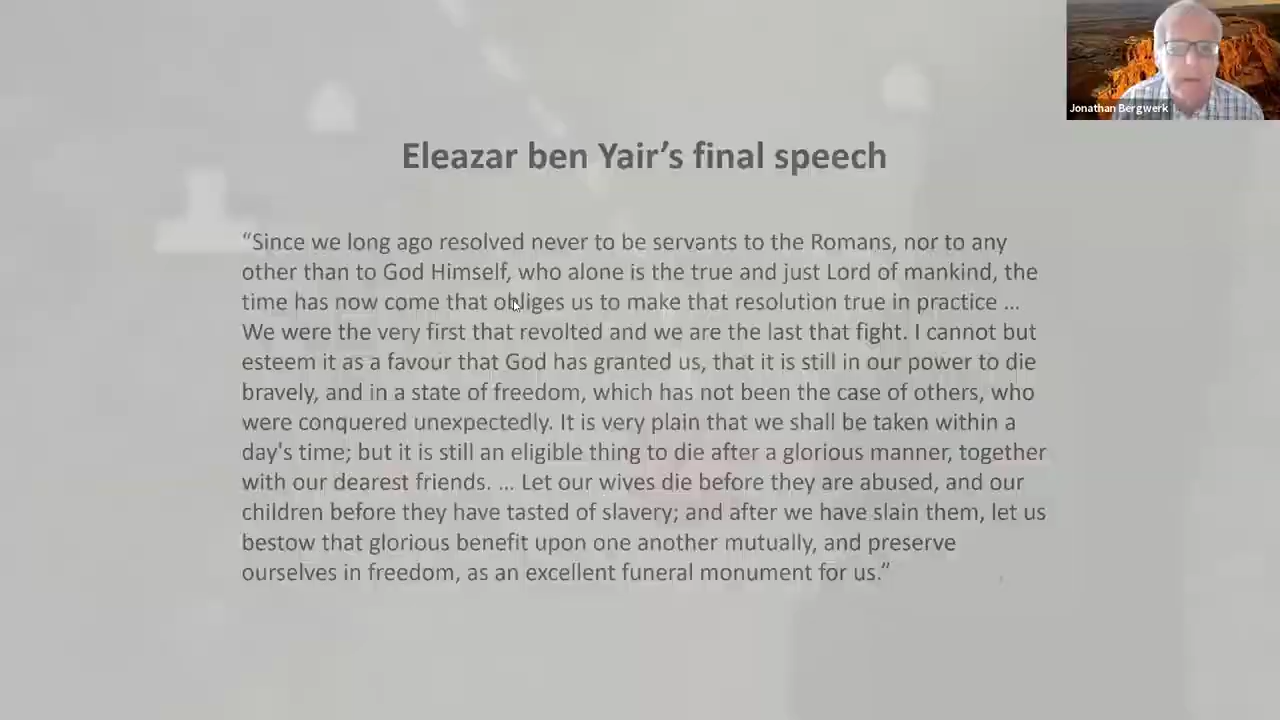 Jonathan Bergwerk
Eleazar ben Yair’s final speech
“Since we long ago resolved never to be servants to the Romans, nor to any
other than to God Himself, who alone is the true and just Lord of mankind, the
time has now come that obliges us to make that resolution true in practice ...
We were the very first that revolted and we are the last that fight. I cannot but
esteem it as a favour that God has granted us, that it is still in our power to die
bravely, and in a state of freedom, which has not been the case of others, who
were conquered unexpectedly. It is very plain that we shall be taken within a
day's time; but it is still an eligible thing to die after a glorious manner, together
with our dearest friends. ... Let our wives die before they are abused, and our
children before they have tasted of slavery; and after we have slain them, let us
bestow that glorious benefit upon one another mutually, and preserve
ourselves in freedom, as an excellent funeral monument for us.”